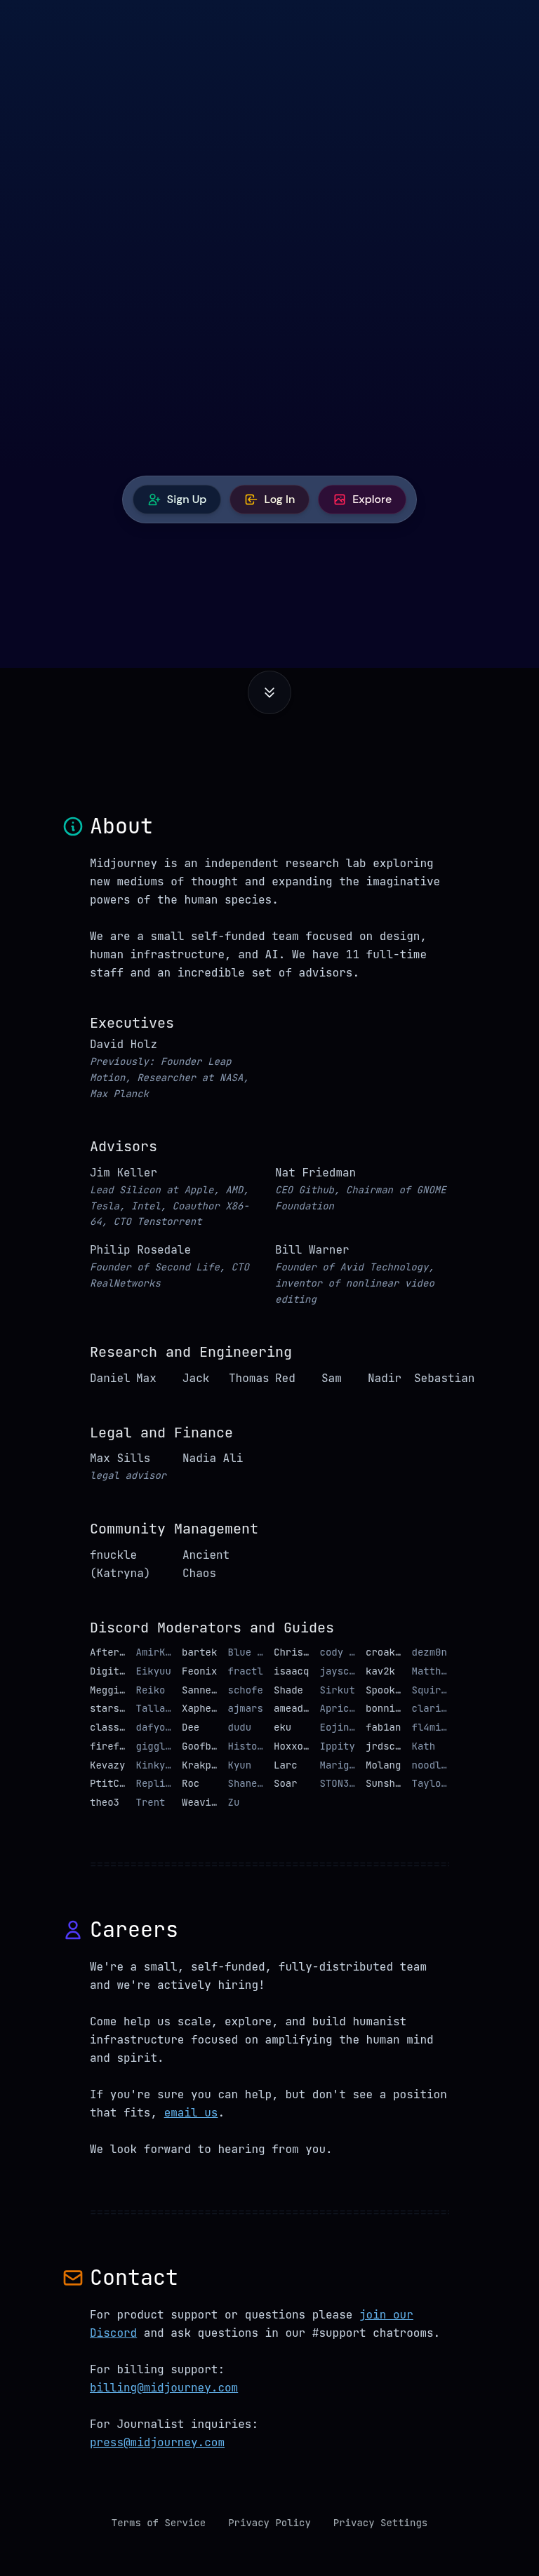 Sign Up Log In Explore
About
Midjourney is an independent research lab exploring
new mediums of thought and expanding the imaginative
powers of the human species.
We are a small self-funded team focused on design,
human infrastructure, and AI. We have 11 full-time
staff and an incredible set of advisors.
Executives
David Holz
Previously: Founder Leap
Motion, Researcher at NASA,
Max Planck
Advisors
Jim Keller
Lead Silicon at Apple, AMD,
Tesla, Intel, Coauthor X86-
64, CTO Tenstorrent
Nat Friedman
CEO Github, Chairman of GNOME
Foundation
Philip Rosedale
Founder of Second Life, CTO
RealNetworks
Bill Warner
Founder of Avid Technology,
inventor of nonlinear video
editing
Research and Engineering
Daniel Max Jack Thomas Red Sam Nadir Sebastian
Legal and Finance
Max Sills
legal advisor
Nadia Ali
Community Management
fnuckle
(Katryna)
Ancient
Chaos
Discord Moderators and Guides
After… AmirK… bartek Blue … Chris… cody … croak… dezm0n
Digit… Eikyuu Feonix fractl isaacq jaysc… kav2k Matth…
Meggi… Reiko Sanne… schofe Shade Sirkut Spook… Squir…
stars… Talla… Xaphe… ajmars amead… Apric… bonni… clari…
class… dafyo… Dee dudu eku Eojin… fab1an fl4mi…
firef… giggl… Goofb… Histo… Hoxxo… Ippity jrdsc… Kath
Kevazy Kinky… Krakp… Kyun Larc Marig… Molang noodl…
PtitC… Repli… Roc Shane… Soar STON3… Sunsh… Taylo…
theo3 Trent Weavi… Zu
Careers
We're a small, self-funded, fully-distributed team
and we're actively hiring!
Come help us scale, explore, and build humanist
infrastructure focused on amplifying the human mind
and spirit.
If you're sure you can help, but don't see a position
that fits, email us.
We look forward to hearing from you.
Contact
For product support or questions please join our
Discord and ask questions in our #support chatrooms.
For billing support:
billing@midjourney.com
For Journalist inquiries:
press@midjourney.com
Terms of Service Privacy Policy Privacy Settings